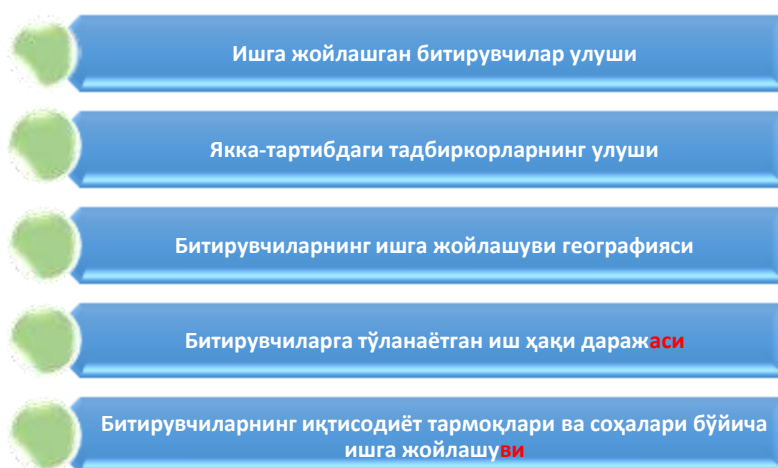 Ишга жойлашган битирувчилар улуши
Якка-тартибдаги тадбиркорларнинг улуши
Битирувчиларнинг ишга жойлашуви географияси
Битирувчиларга тўланаётган иш ҳақи даражаси
Битирувчиларнинг иқтисодиёт тармоқлари ва соҳалари бўйича
ишга жойлашуви